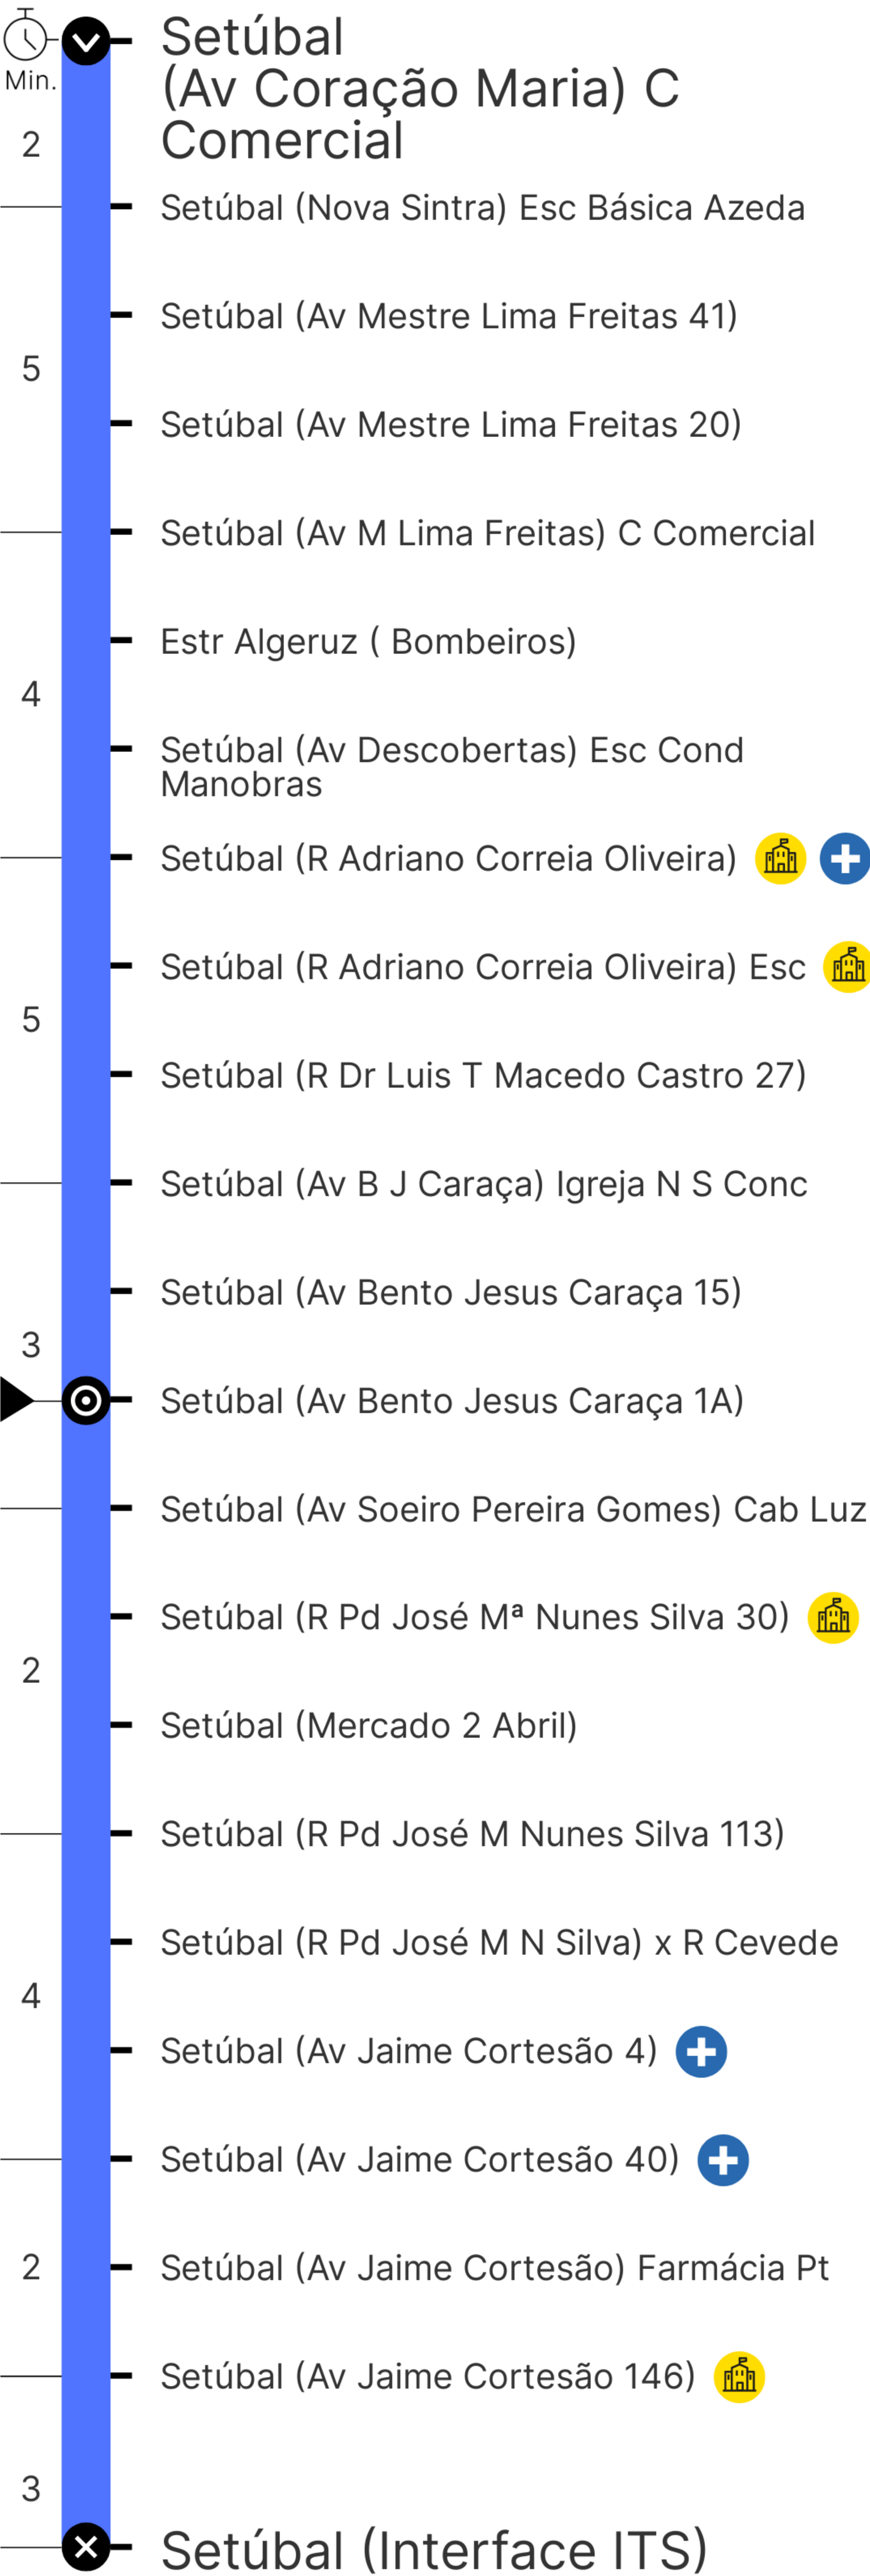 Setúbal
(Av Coração Maria) C
Comercial
Min.
2
Setúbal (Nova Sintra) Esc Básica Azeda
Setúbal (Av Mestre Lima Freitas 41)
5
Setúbal (Av Mestre Lima Freitas 20)
Setúbal (Av M Lima Freitas) C Comercial
Estr Algeruz ( Bombeiros)
4
Setúbal (Av Descobertas) Esc Cond
Manobras
Setúbal (R Adriano Correia Oliveira)
Setúbal (R Adriano Correia Oliveira) Esc
5
Setúbal (R Dr Luis T Macedo Castro 27)
Setúbal (Av B J Caraça) Igreja N S Conc
Setúbal (Av Bento Jesus Caraça 15)
3
Setúbal (Av Bento Jesus Caraça 1A)
Setúbal (Av Soeiro Pereira Gomes) Cab Luz
Setúbal (R Pd José Mª Nunes Silva 30)
2
Setúbal (Mercado 2 Abril)
Setúbal (R Pd José M Nunes Silva 113)
Setúbal (R Pd José M N Silva) x R Cevede
4
Setúbal (Av Jaime Cortesão 4)
Setúbal (Av Jaime Cortesão 40)
2
Setúbal (Av Jaime Cortesão) Farmácia Pt
Setúbal (Av Jaime Cortesão 146)
3
Setúbal (Interface ITS)